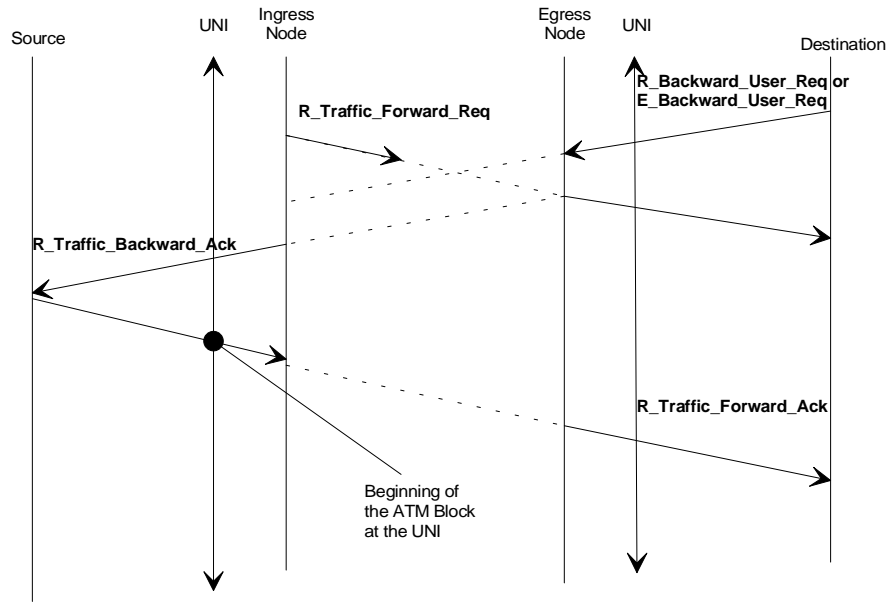 Source
UNI
Ingress
Node
Egress
Node
UNI
Destination
R_Backward_User_Req or
E_Backward_User_Req
R_Traffic_Forward_Req
R_Traffic_Backward_Ack
R_Traffic_Forward_Ack
Beginning of
the ATM Block
at the UNI